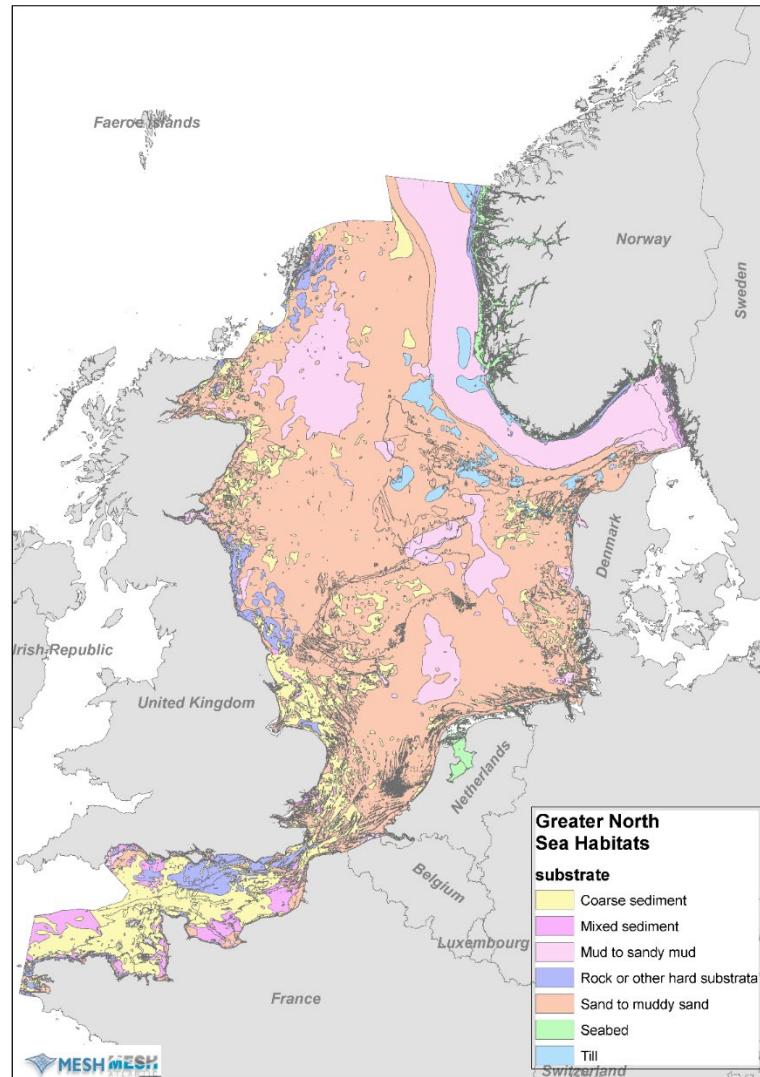 Faeroe Islands
Norway
Sweden
Denmark
Irish Republic
United Kingdom
Netherlands
Belgium
Luxembourg
France
Greater North
Sea Habitats
substrate
Coarse sediment
Mixed sediment
Mud to sandy mud
Rock or other hard substrata
Sand to muddy sand
Seabed
Till
Switzerland
MESH MESH